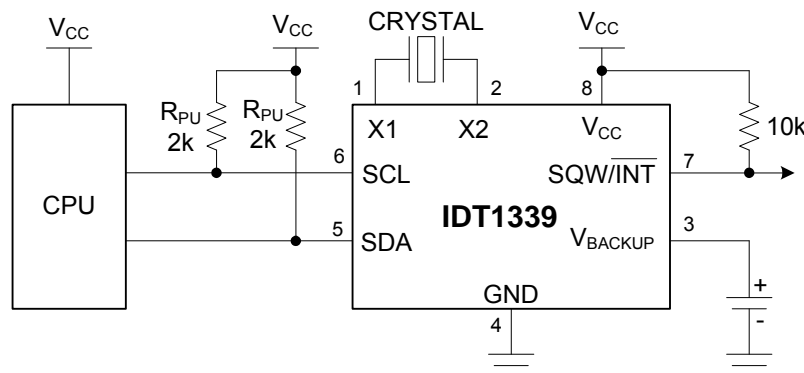 CRYSTAL
VCC
VCC
VCC
1
2
8
RPU
2k
RPU
2k
X1
X2
VCC
10k
6
SCL
SQW/INT
7
CPU
IDT1339
5
SDA
VBACKUP
3
GND
4
+
-